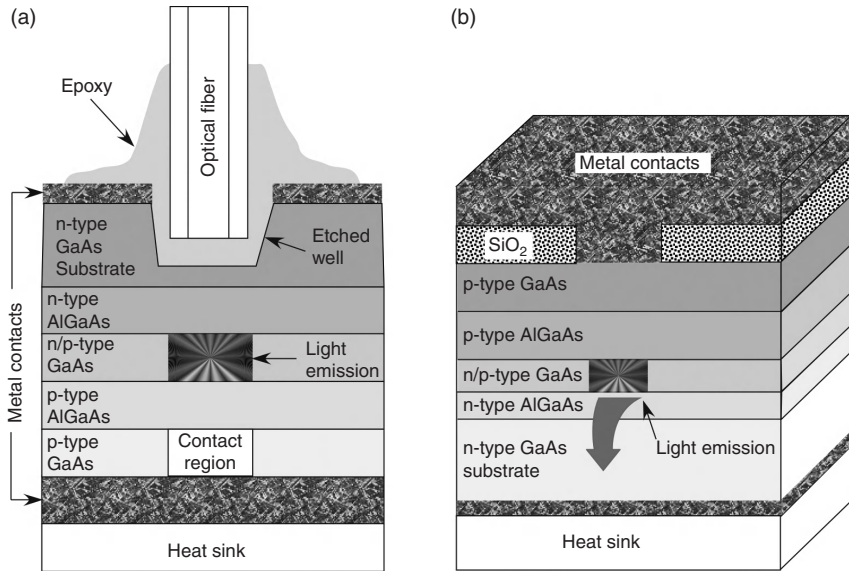 (a)
Epoxy
Optical fiber
n-type
GaAs
Substrate
Etched
well
n-type
AlGaAs
n/p-type
GaAs
Light
emission
p-type
AlGaAs
p-type
GaAs
Contact
region
Metal contacts
Heat sink
(b)
Metal contacts
SiO₂
p-type GaAs
p-type AlGaAs
n/p-type GaAs
n-type AlGaAs
Light emission
n-type GaAs
substrate
Heat sink